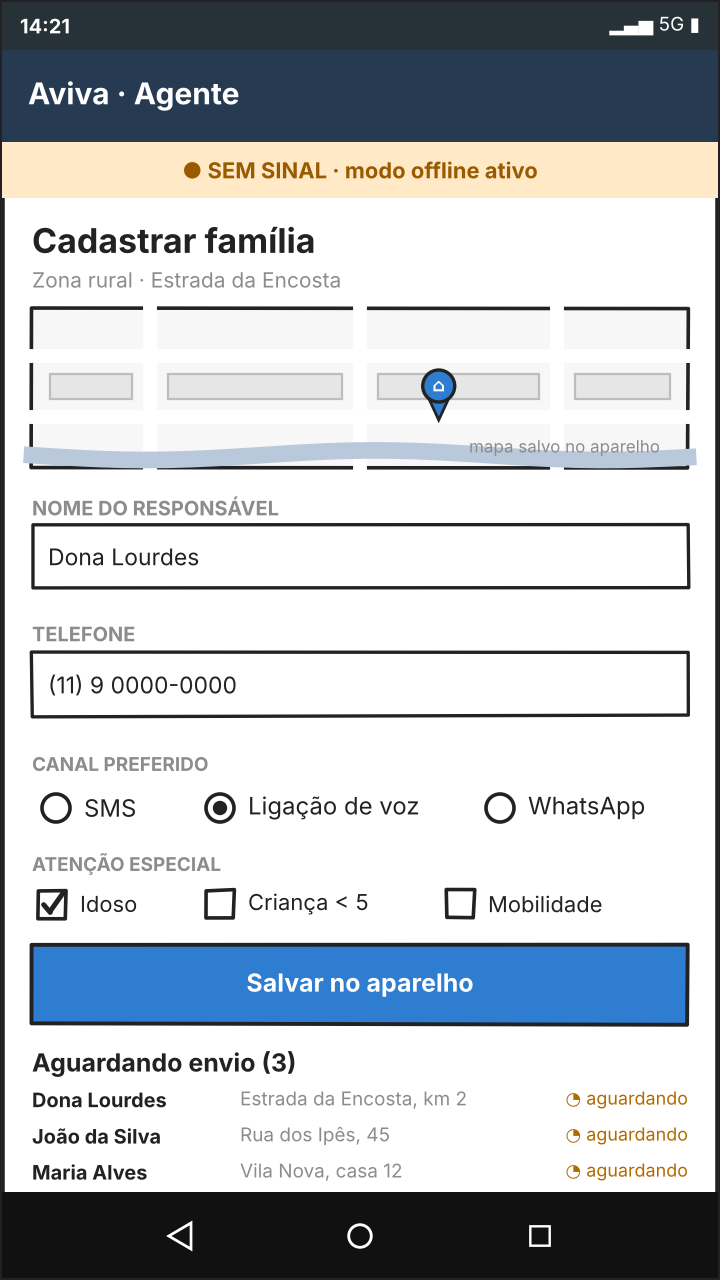 14:21 5G
Aviva · Agente
● SEM SINAL · modo offline ativo
Cadastrar família
Zona rural · Estrada da Encosta
mapa salvo no aparelho
NOME DO RESPONSÁVEL
Dona Lourdes
TELEFONE
(11) 9 0000-0000
CANAL PREFERIDO
SMS Ligação de voz WhatsApp
ATENÇÃO ESPECIAL
Idoso Criança < 5 Mobilidade
Salvar no aparelho
Aguardando envio (3)
Dona Lourdes Estrada da Encosta, km 2 aguardando
João da Silva Rua dos Ipês, 45 aguardando
Maria Alves Vila Nova, casa 12 aguardando